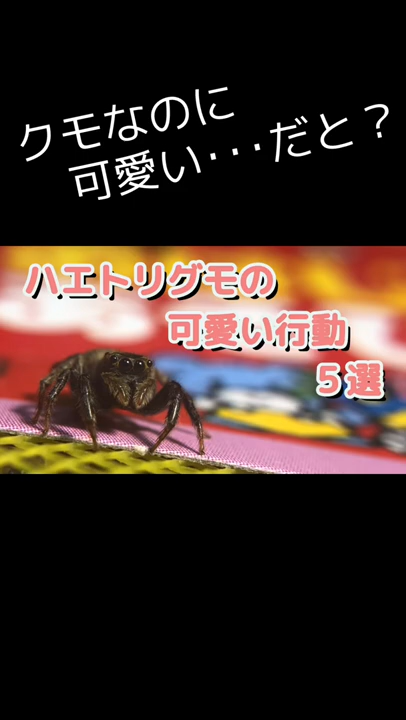 クモなのに
可愛い･･･だと？
ハエトリグモの
可愛い行動
５選